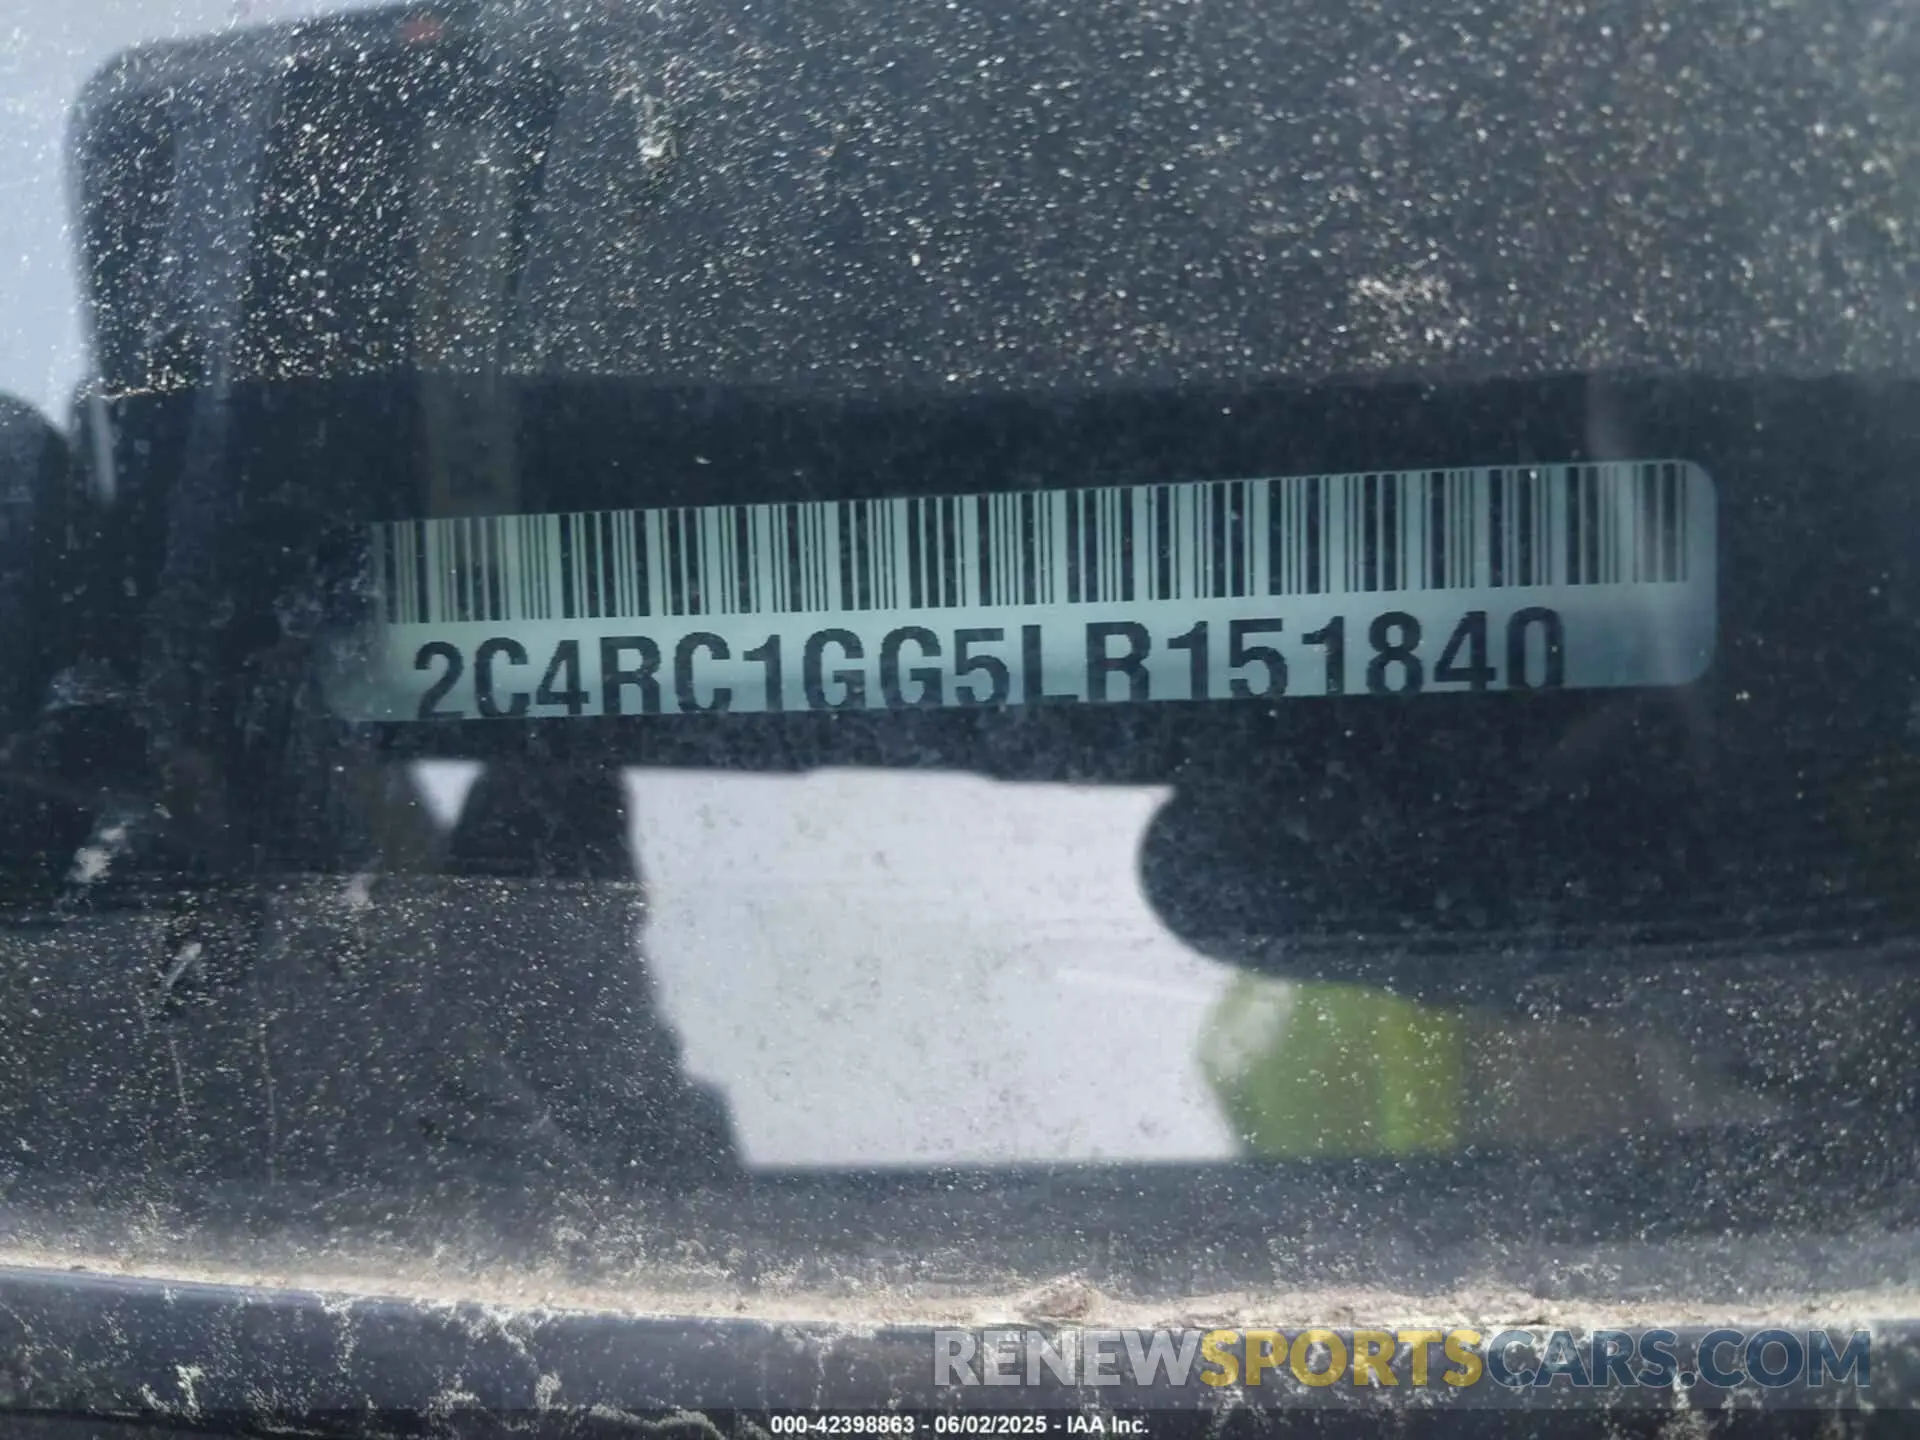 2C4RC1GG5LR151840
RENEWSPORTSCARS.COM
000-42398863 - 06/02/2025 - IAA Inc.